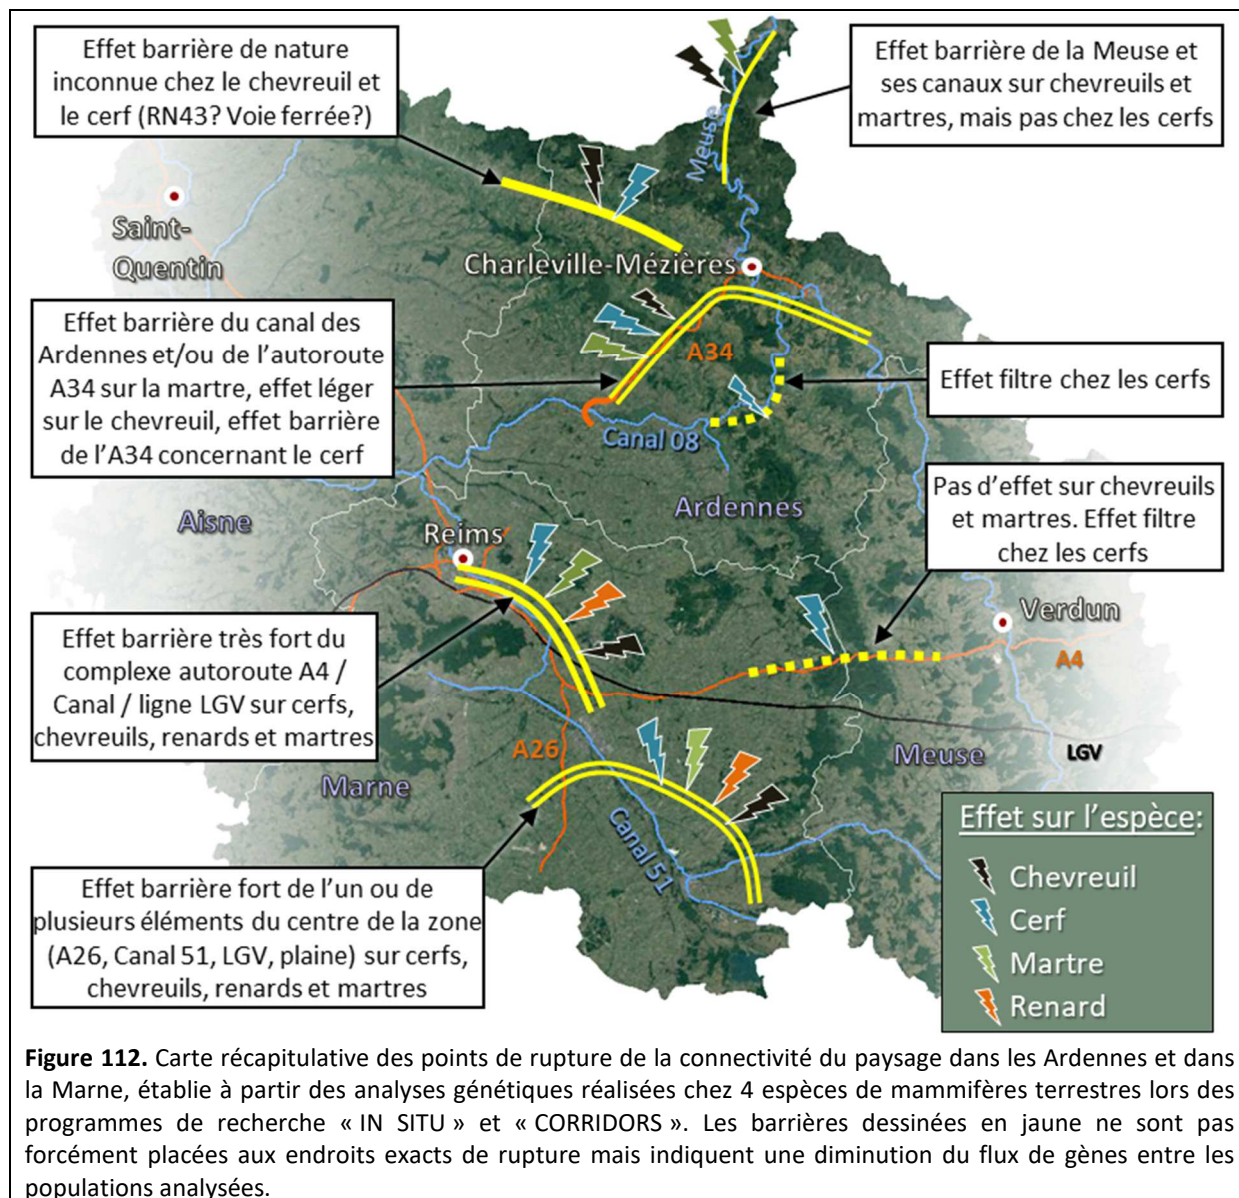 Effet barrière de nature
inconnue chez le chevreuil et
le cerf (RN43? Voie ferrée?)
Effet barrière de la Meuse et
ses canaux sur chevreuils et
martres, mais pas chez les cerfs
Meuse
Saint-
Quentin
Charleville-Mézières
Effet barrière du canal des
Ardennes et/ou de l’autoroute
A34 sur la martre, effet léger
sur le chevreuil, effet barrière
de l’A34 concernant le cerf
A34
Effet filtre chez les cerfs
Canal 08
Ardennes
Pas d’effet sur chevreuils
et martres. Effet filtre
chez les cerfs
Aisne
Reims
Verdun
A4
Effet barrière très fort du
complexe autoroute A4 /
Canal / ligne LGV sur cerfs,
chevreuils, renards et martres
A26
Marne
Meuse
LGV
Canal 51
Effet barrière fort de l’un ou de
plusieurs éléments du centre de la zone
(A26, Canal 51, LGV, plaine) sur cerfs,
chevreuils, renards et martres
Effet sur l’espèce:
Chevreuil
Cerf
Martre
Renard
Figure 112. Carte récapitulative des points de rupture de la connectivité du paysage dans les Ardennes et dans
la Marne, établie à partir des analyses génétiques réalisées chez 4 espèces de mammifères terrestres lors des
programmes de recherche « IN SITU » et « CORRIDORS ». Les barrières dessinées en jaune ne sont pas
forcément placées aux endroits exacts de rupture mais indiquent une diminution du flux de gènes entre les
populations analysées.